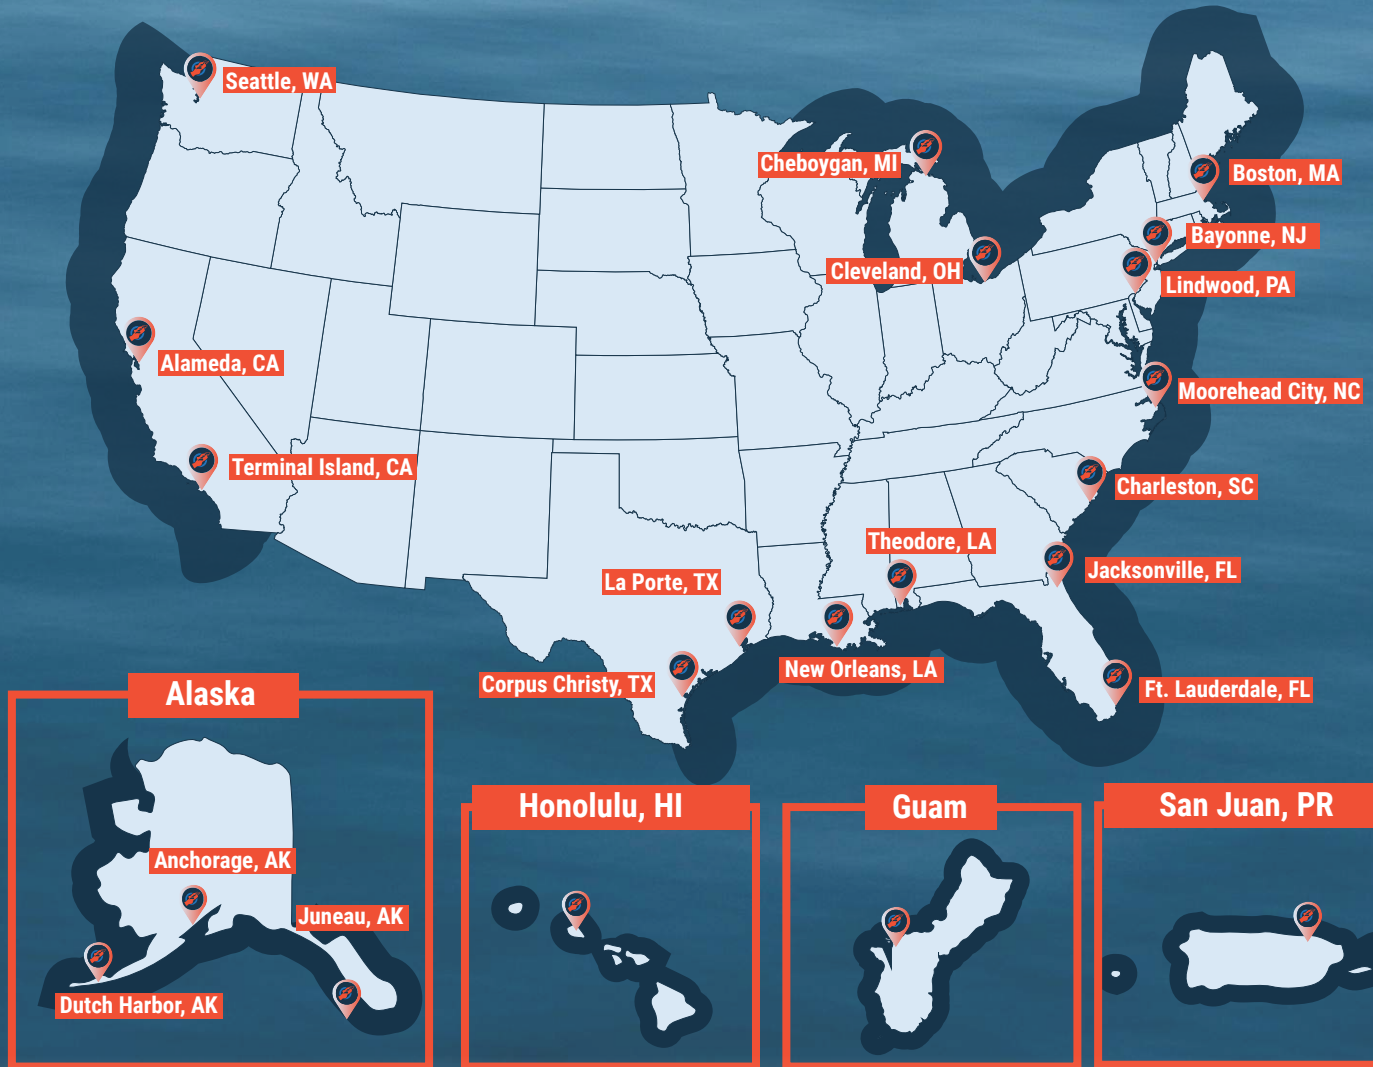 Seattle, WA
Cheboygan, MI
Boston, MA
Bayonne, NJ
Cleveland, OH
Lindwood, PA
Alameda, CA
Moorehead City, NC
Terminal Island, CA
Charleston, SC
Theodore, LA
Jacksonville, FL
La Porte, TX
New Orleans, LA
Corpus Christy, TX
Ft. Lauderdale, FL
Alaska
Anchorage, AK
Juneau, AK
Dutch Harbor, AK
Honolulu, HI
Guam
San Juan, PR